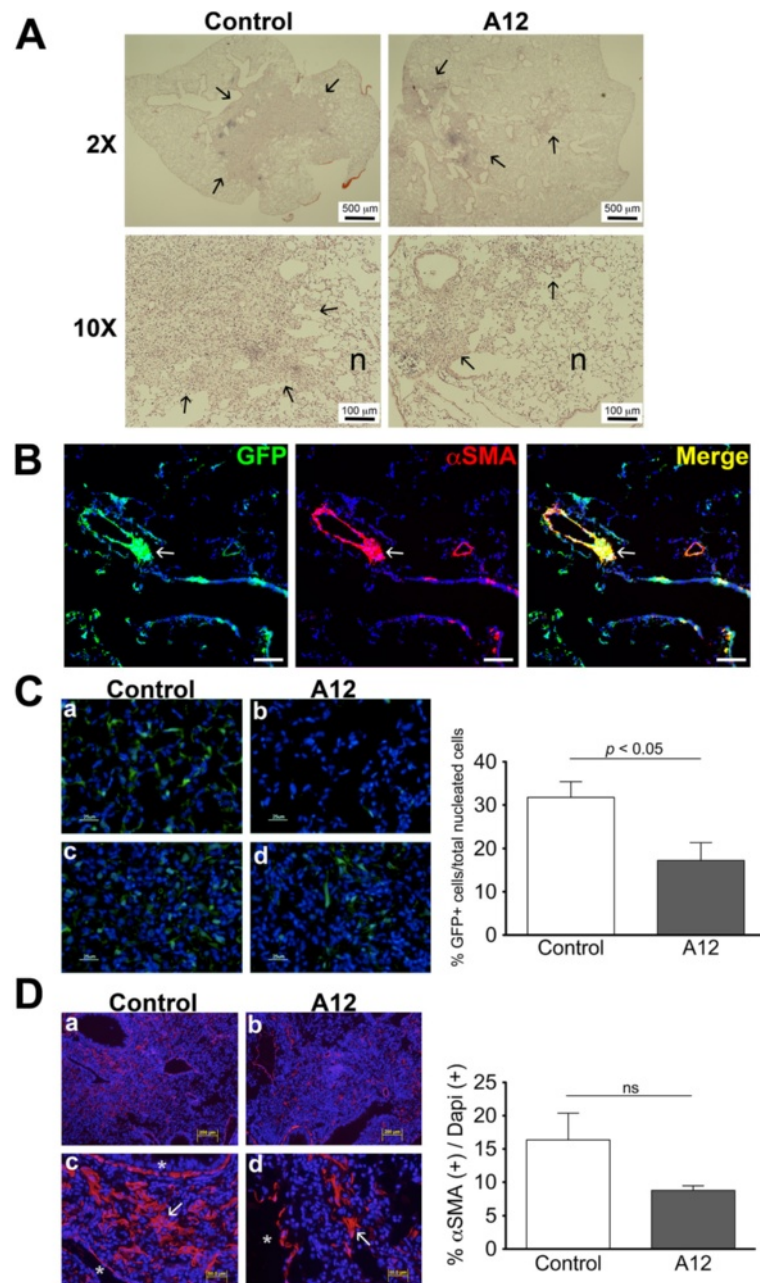 A
Control
A12
2X
500 µm
500 µm
10X
n
n
100 µm
100 µm
B
GFP
αSMA
Merge
C
Control
A12
a
b
c
d
% GFP+ cells/total nucleated cells
40
30
20
10
0
p < 0.05
Control
A12
D
Control
A12
a
b
c
*
*
d
*
% αSMA (+) / Dapi (+)
25
20
15
10
5
0
ns
Control
A12